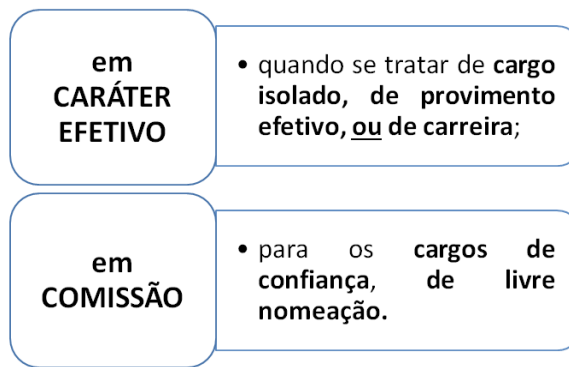 em
CARÁTER
EFETIVO
• quando se tratar de cargo
isolado, de provimento
efetivo, ou de carreira;
em
COMISSÃO
• para os cargos de
confiança, de livre
nomeação.